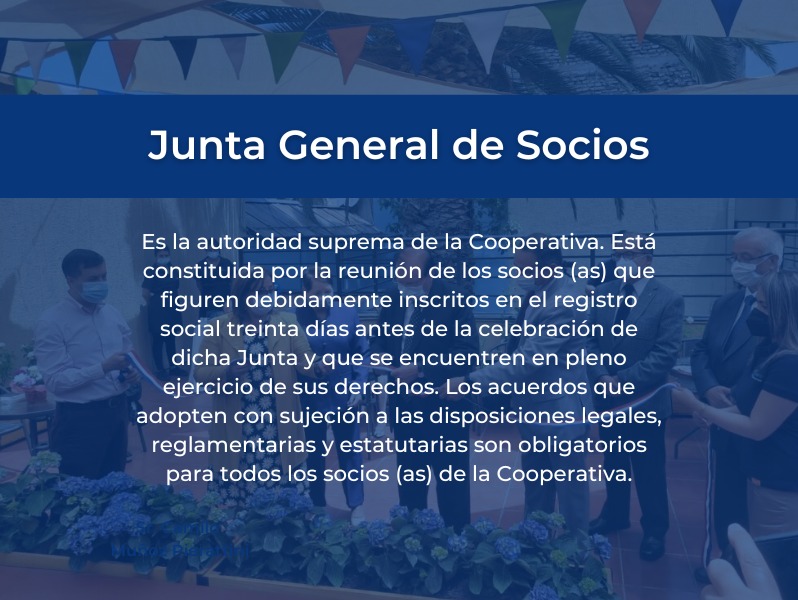 Junta General de Socios
Es la autoridad suprema de la Cooperativa. Está
constituida por la reunión de los socios (as) que
figuren debidamente inscritos en el registro
social treinta días antes de la celebración de
dicha Junta y que se encuentren en pleno
ejercicio de sus derechos. Los acuerdos que
adopten con sujeción a las disposiciones legales,
reglamentarias y estatutarias son obligatorios
para todos los socios (as) de la Cooperativa.